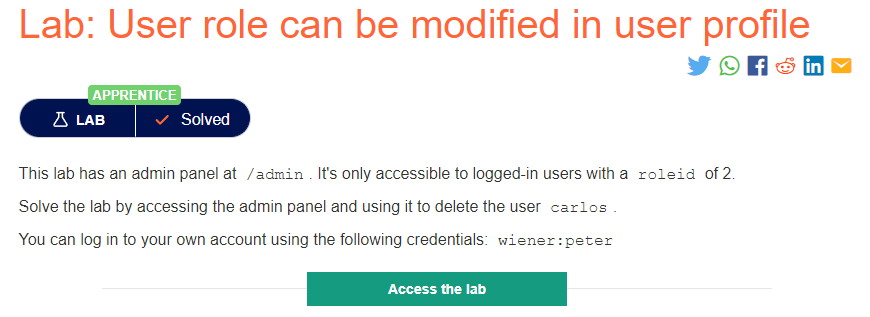 Lab: User role can be modified in user profile
APPRENTICE
LAB Solved
This lab has an admin panel at /admin . It's only accessible to logged-in users with a roleid of 2.
Solve the lab by accessing the admin panel and using it to delete the user carlos .
You can log in to your own account using the following credentials: wiener:peter
Access the lab